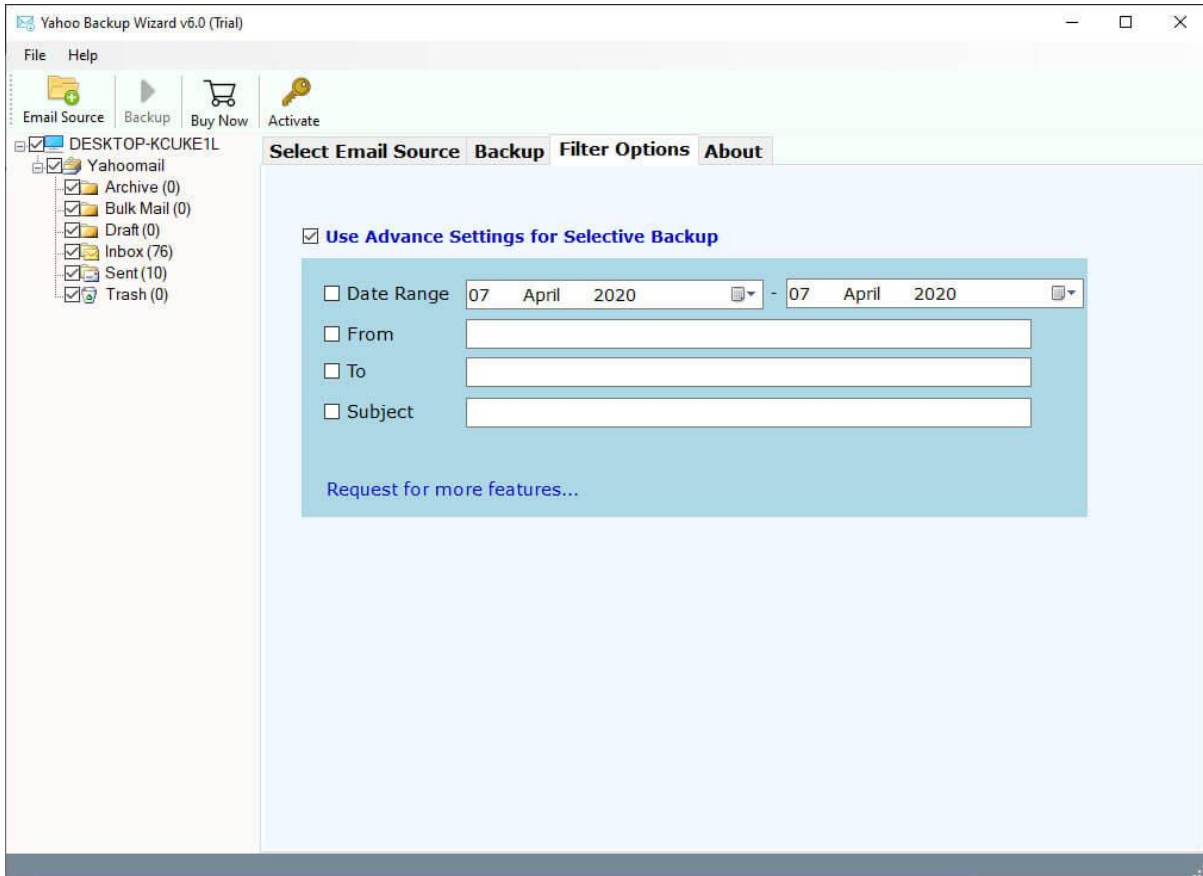 Yahoo Backup Wizard v6.0 (Trial)
File Help
Email Source Backup Buy Now Activate
DESKTOP-KCUKE1L
Yahoomail
Archive (0)
Bulk Mail (0)
Draft (0)
Inbox (76)
Sent (10)
Trash (0)
Select Email Source Backup Filter Options About
Use Advance Settings for Selective Backup
Date Range 07 April 2020 - 07 April 2020
From
To
Subject
Request for more features...